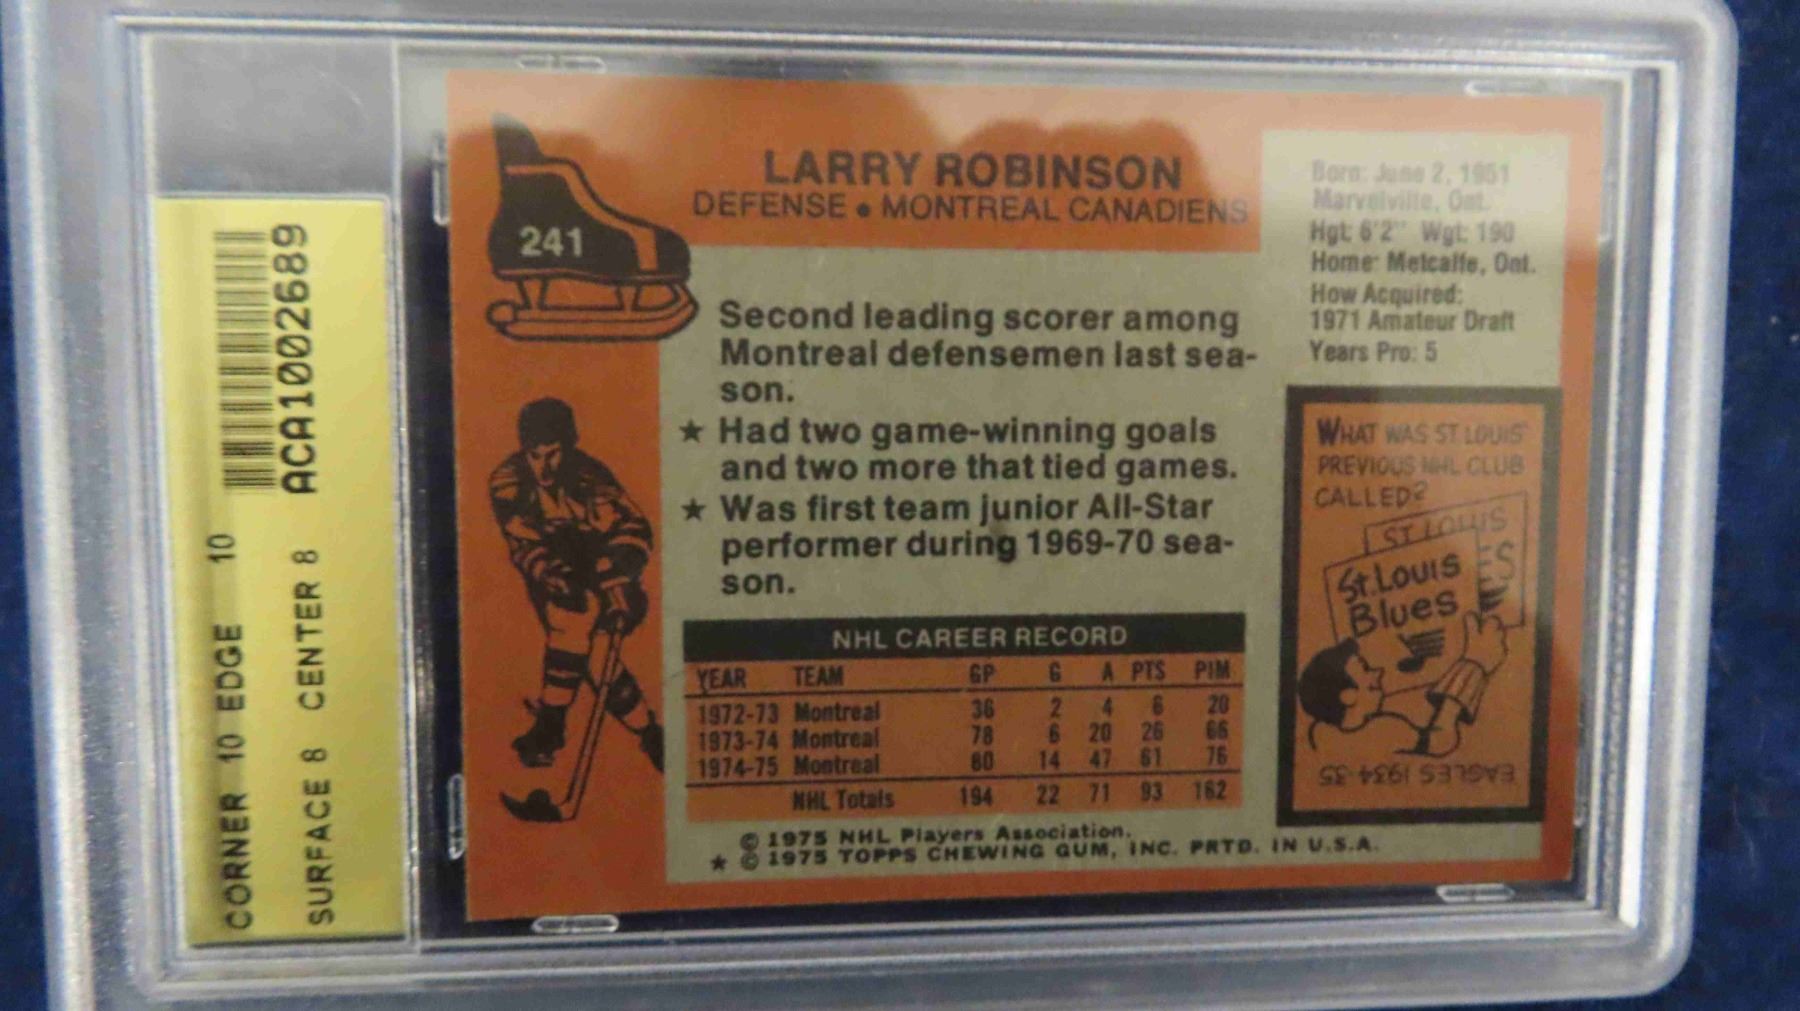 CORNER 10 EDGE 10
SURFACE 8 CENTER 8
ACA1002689
241
LARRY ROBINSON
DEFENSE • MONTREAL CANADIENS
Born: June 2, 1951
Marvelville, Ont.
Hgt: 6'2" Wgt: 190
Home: Metcalfe, Ont.
How Acquired:
1971 Amateur Draft
Years Pro: 5
Second leading scorer among
Montreal defensemen last sea-
son.
★ Had two game-winning goals
and two more that tied games.
★ Was first team junior All-Star
performer during 1969-70 sea-
son.
NHL CAREER RECORD
YEAR TEAM GP G A PTS PIM
1972-73 Montreal 36 2 4 6 20
1973-74 Montreal 78 6 20 26 66
1974-75 Montreal 80 14 47 61 76
NHL Totals 194 22 71 93 162
© 1975 NHL Players Association.
★ © 1975 TOPPS CHEWING GUM, INC. PRTD. IN U.S.A.
WHAT WAS ST. LOUIS'
PREVIOUS NHL CLUB
CALLED?
ST LOUIS
ES
St. Louis
Blues
EAGLES 1934-35